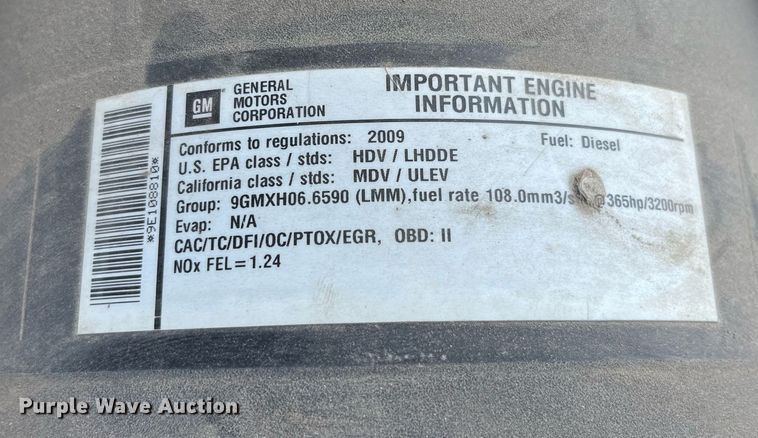 GM
GENERAL
MOTORS
CORPORATION
IMPORTANT ENGINE
INFORMATION
Conforms to regulations: 2009 Fuel: Diesel
U.S. EPA class / stds: HDV / LHDDE
California class / stds: MDV / ULEV
Group: 9GMXH06.6590 (LMM),fuel rate 108.0mm3/s @365hp/3200rpm
Evap: N/A
CAC/TC/DFI/OC/PTOX/EGR, OBD: II
NOx FEL=1.24
*9E108810*
Purple Wave Auction